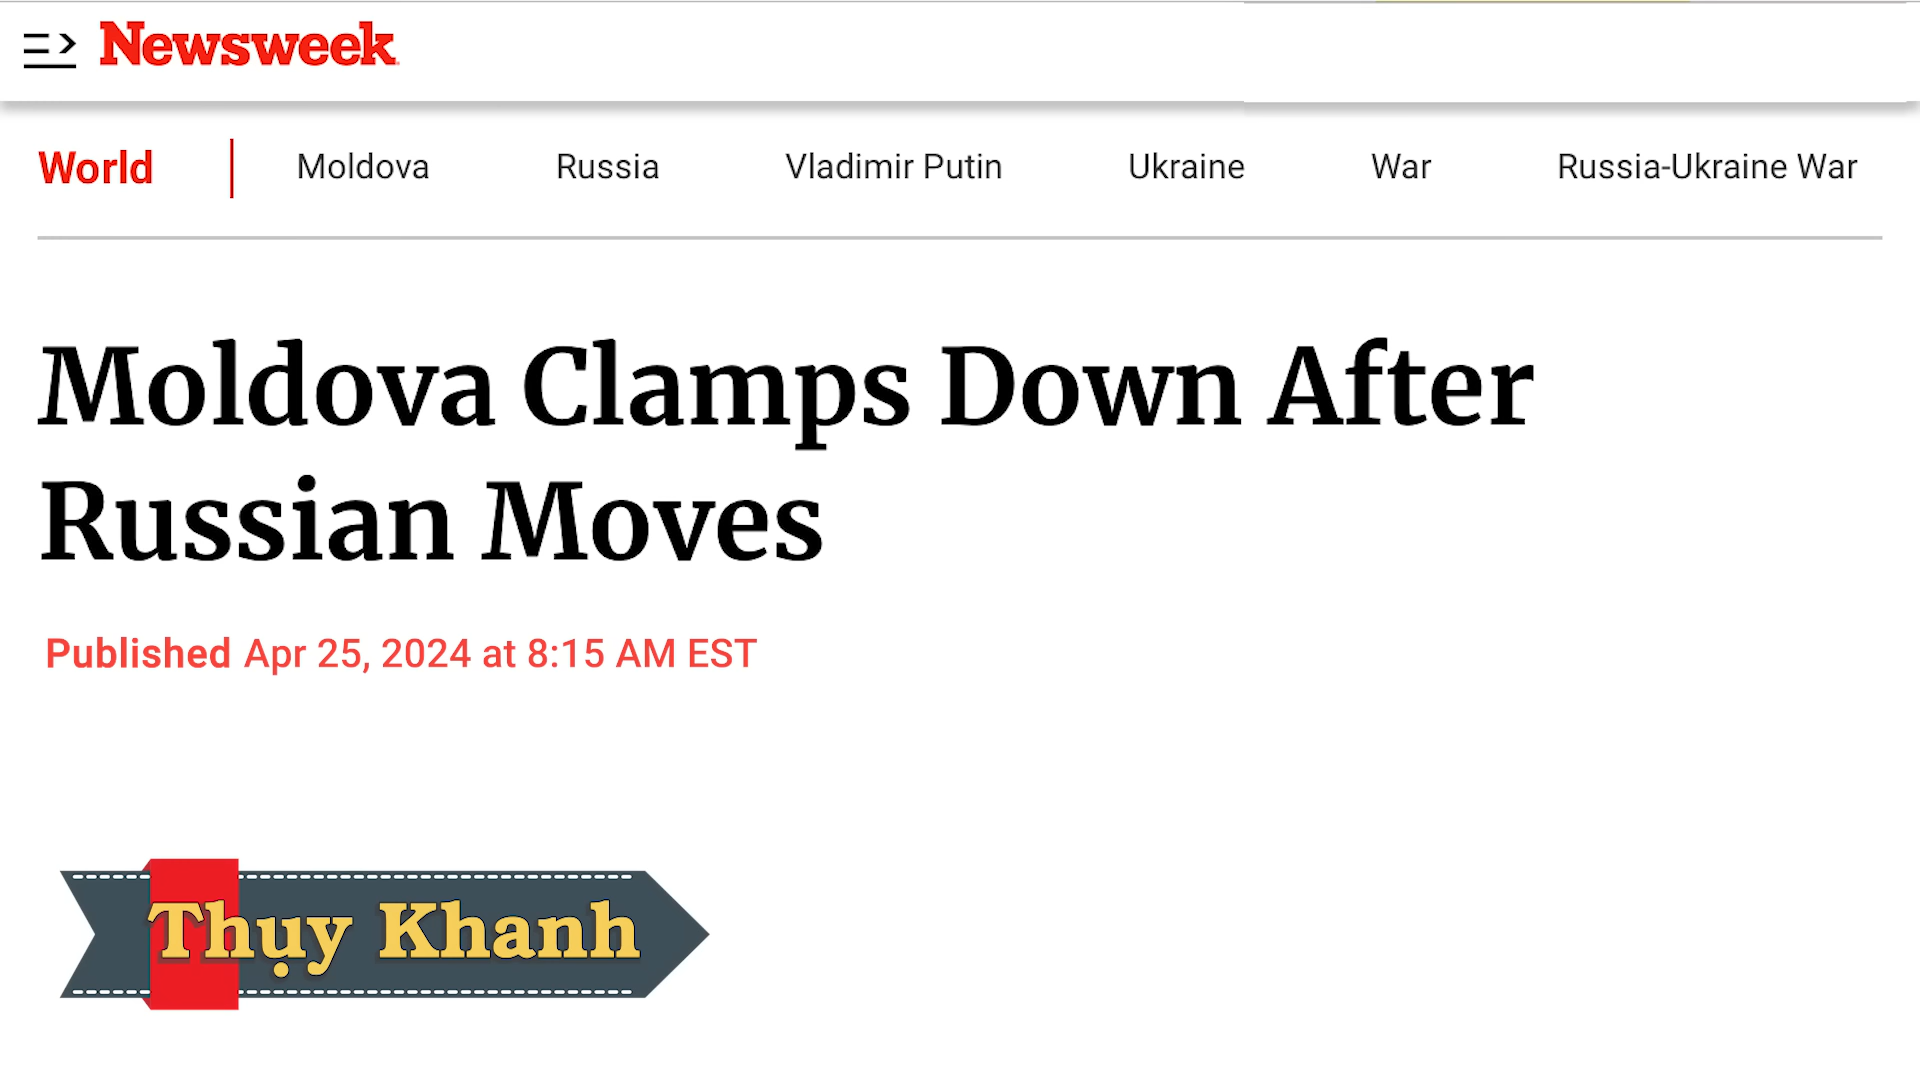 Newsweek
World Moldova Russia Vladimir Putin Ukraine War Russia-Ukraine War
Moldova Clamps Down After
Russian Moves
Published Apr 25, 2024 at 8:15 AM EST
Thụy Khanh